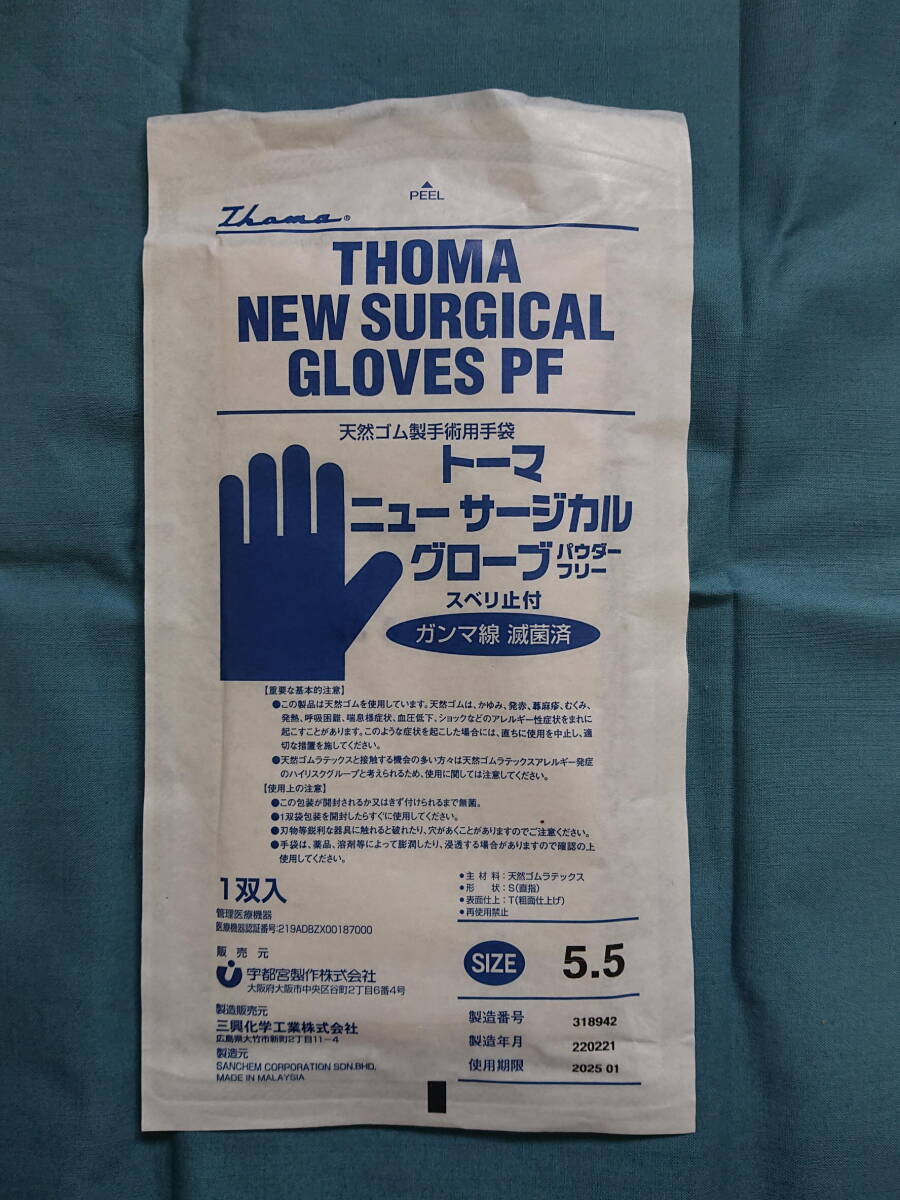 ▲
PEEL
Thoma®
THOMA
NEW SURGICAL
GLOVES PF
天然ゴム製手術用手袋
トーマ
ニュー サージカル
グローブ パウダーフリー
スベリ止付
ガンマ線 滅菌済
【重要な基本的注意】
●この製品は天然ゴムを使用しています。天然ゴムは、かゆみ、発赤、蕁麻疹、むくみ、
発熱、呼吸困難、喘息様症状、血圧低下、ショックなどのアレルギー性症状をまれに
起こすことがあります。このような症状を起こした場合には、直ちに使用を中止し、適
切な措置を施してください。
●天然ゴムラテックスと接触する機会の多い方々は天然ゴムラテックスアレルギー発症
のハイリスクグループと考えられるため、使用に関しては注意してください。
【使用上の注意】
●この包装が開封されるか又はきず付けられるまで無菌。
●1双袋包装を開封したらすぐに使用してください。
●刃物等鋭利な器具に触れると破れたり、穴があくことがありますのでご注意ください。
●手袋は、薬品、溶剤等によって膨潤したり、浸透する場合がありますので確認の上
使用してください。
1双入
管理医療機器
医療機器認証番号:219ADBZX00187000
販売元
宇都宮製作株式会社
大阪府大阪市中央区谷町2丁目6番4号
製造販売元
三興化学工業株式会社
広島県大竹市新町2丁目11-4
製造元
SANCHEM CORPORATION SDN.BHD.
MADE IN MALAYSIA
●主材料:天然ゴムラテックス
●形状:S(直指)
●表面仕上:T(粗面仕上げ)
●再使用禁止
SIZE 5.5
製造番号 318942
製造年月 220221
使用期限 2025 01